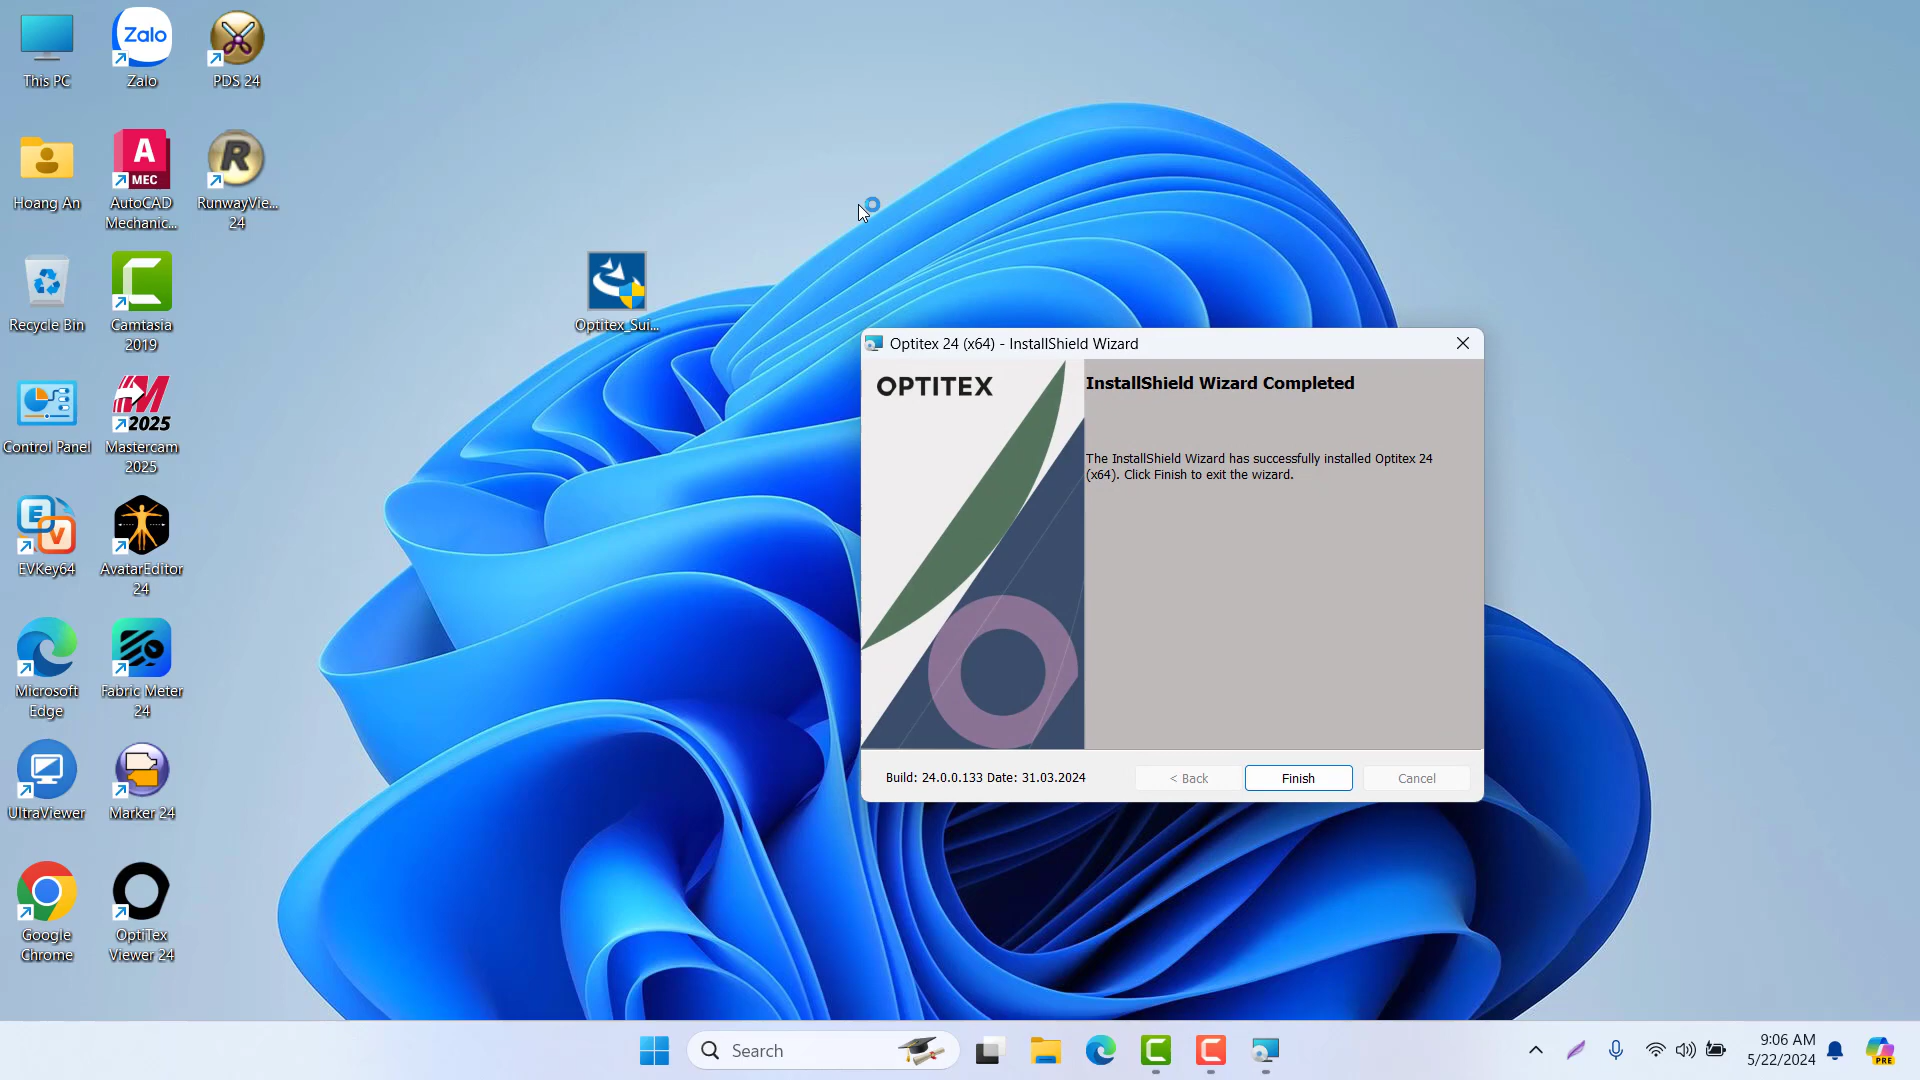 This PC
Zalo
Zalo
PDS 24
Hoang An
A
MEC
AutoCAD
Mechanic...
R
RunwayVie...
24
Recycle Bin
Camtasia
2019
Control Panel
2025
Mastercam
2025
E
V
EVKey64
AvatarEditor
24
Microsoft
Edge
Fabric Meter
24
UltraViewer
Marker 24
Google
Chrome
OptiTex
Viewer 24
Optitex_Sui...
Optitex 24 (x64) - InstallShield Wizard
OPTITEX
InstallShield Wizard Completed
The InstallShield Wizard has successfully installed Optitex 24
(x64). Click Finish to exit the wizard.
Build: 24.0.0.133 Date: 31.03.2024
< Back
Finish
Cancel
Search
9:06 AM
5/22/2024
PRE